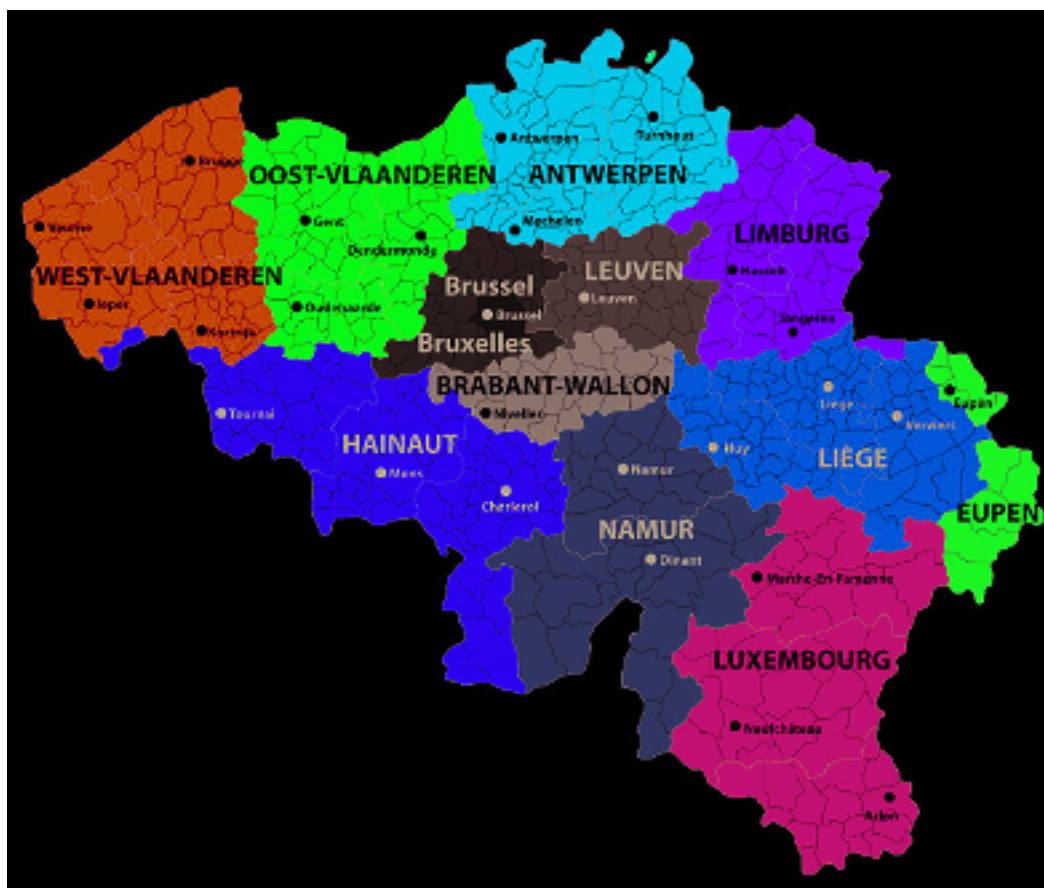 Antwerpen
Turnhout
Brugge
OOST-VLAANDEREN
ANTWERPEN
Gent
Mechelen
Veurne
Dendermonde
LIMBURG
WEST-VLAANDEREN
LEUVEN
Hasselt
Brussel
Leuven
Ieper
Oudenaarde
Brussel
Kortrijk
Tongeren
Bruxelles
BRABANT-WALLON
Liège
Eupen
Tournai
Nivelles
Verviers
HAINAUT
Huy
LIÈGE
Mons
Namur
Charleroi
EUPEN
NAMUR
Dinant
Marche-En-Famenne
LUXEMBOURG
Neufchâteau
Arlon